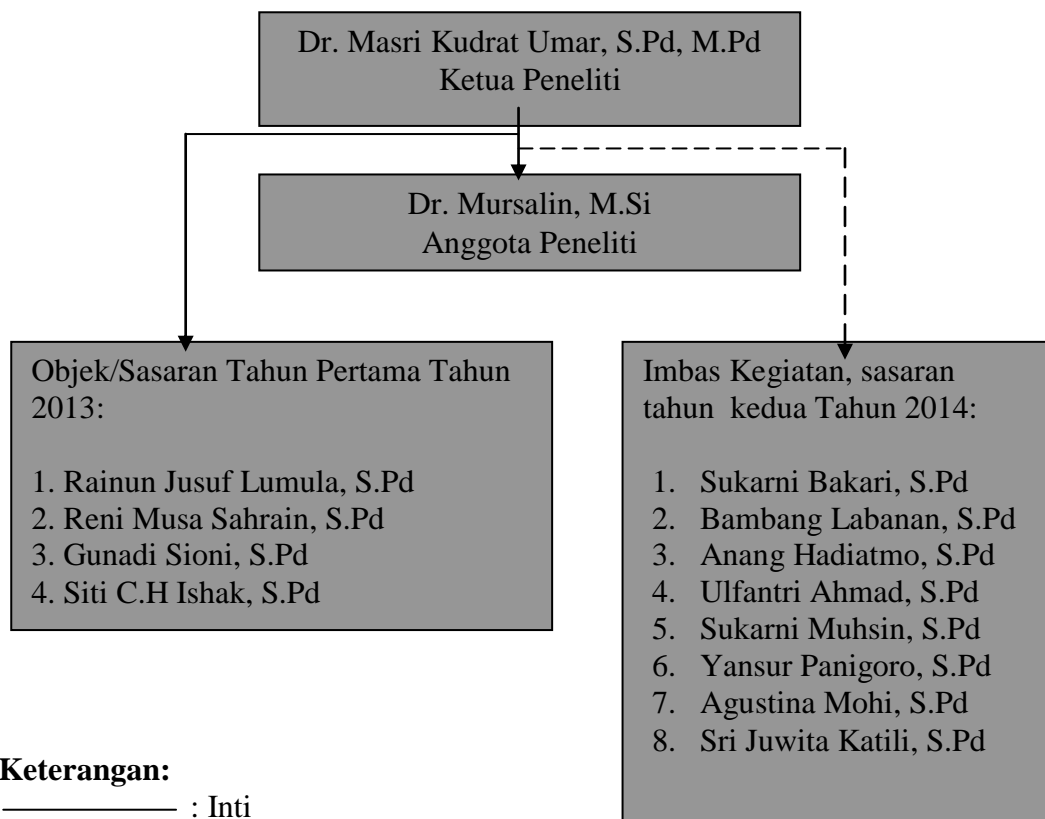 Dr. Masri Kudrat Umar, S.Pd, M.Pd
Ketua Peneliti
Dr. Mursalin, M.Si
Anggota Peneliti
Objek/Sasaran Tahun Pertama Tahun
2013:
1. Rainun Jusuf Lumula, S.Pd
2. Reni Musa Sahrain, S.Pd
3. Gunadi Sioni, S.Pd
4. Siti C.H Ishak, S.Pd
Imbas Kegiatan, sasaran
tahun kedua Tahun 2014:
1. Sukarni Bakari, S.Pd
2. Bambang Labanan, S.Pd
3. Anang Hadiatmo, S.Pd
4. Ulfantri Ahmad, S.Pd
5. Sukarni Muhsin, S.Pd
6. Yansur Panigoro, S.Pd
7. Agustina Mohi, S.Pd
8. Sri Juwita Katili, S.Pd
Keterangan:
: Inti